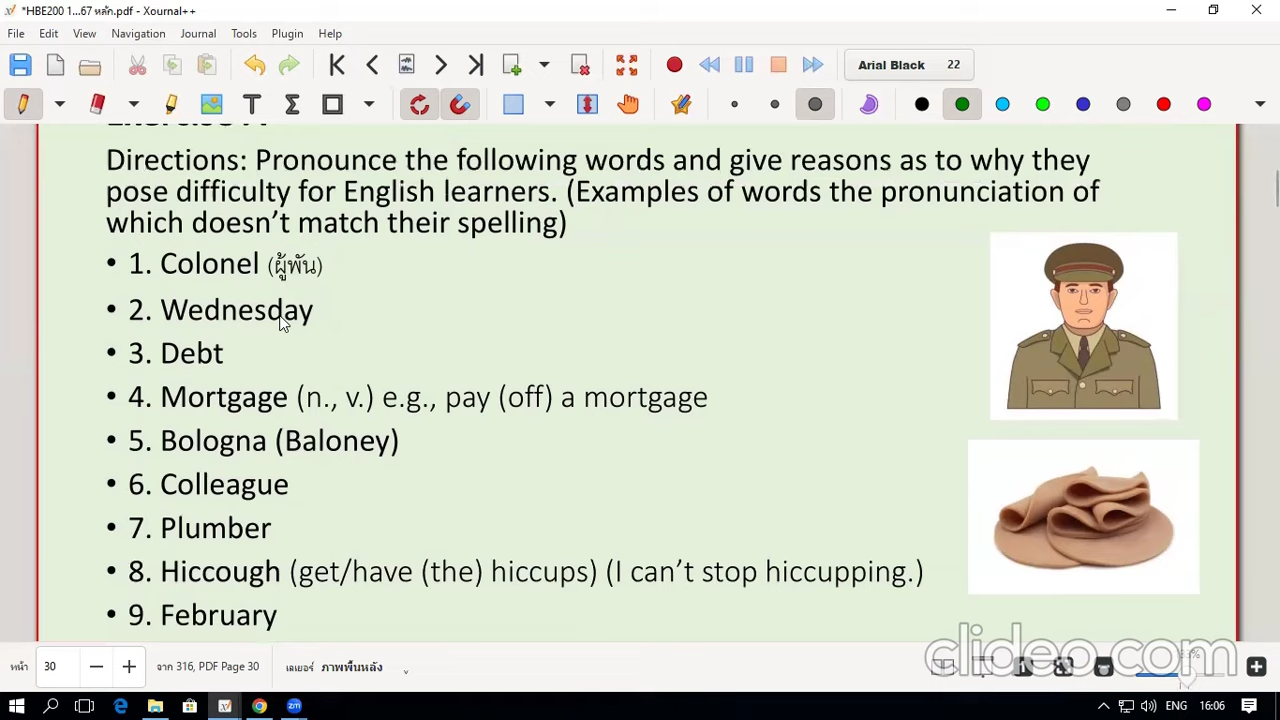 *HBE200 1...67 หลัก.pdf - Xournal++
File Edit View Navigation Journal Tools Plugin Help
Arial Black 22
Directions: Pronounce the following words and give reasons as to why they
pose difficulty for English learners. (Examples of words the pronunciation of
which doesn’t match their spelling)
• 1. Colonel (ผู้พัน)
• 2. Wednesday
• 3. Debt
• 4. Mortgage (n., v.) e.g., pay (off) a mortgage
• 5. Bologna (Baloney)
• 6. Colleague
• 7. Plumber
• 8. Hiccough (get/have (the) hiccups) (I can’t stop hiccupping.)
• 9. February
หน้า 30 จาก 316, PDF Page 30 เลเยอร์ ภาพพื้นหลัง
clideo.com
ENG 16:06